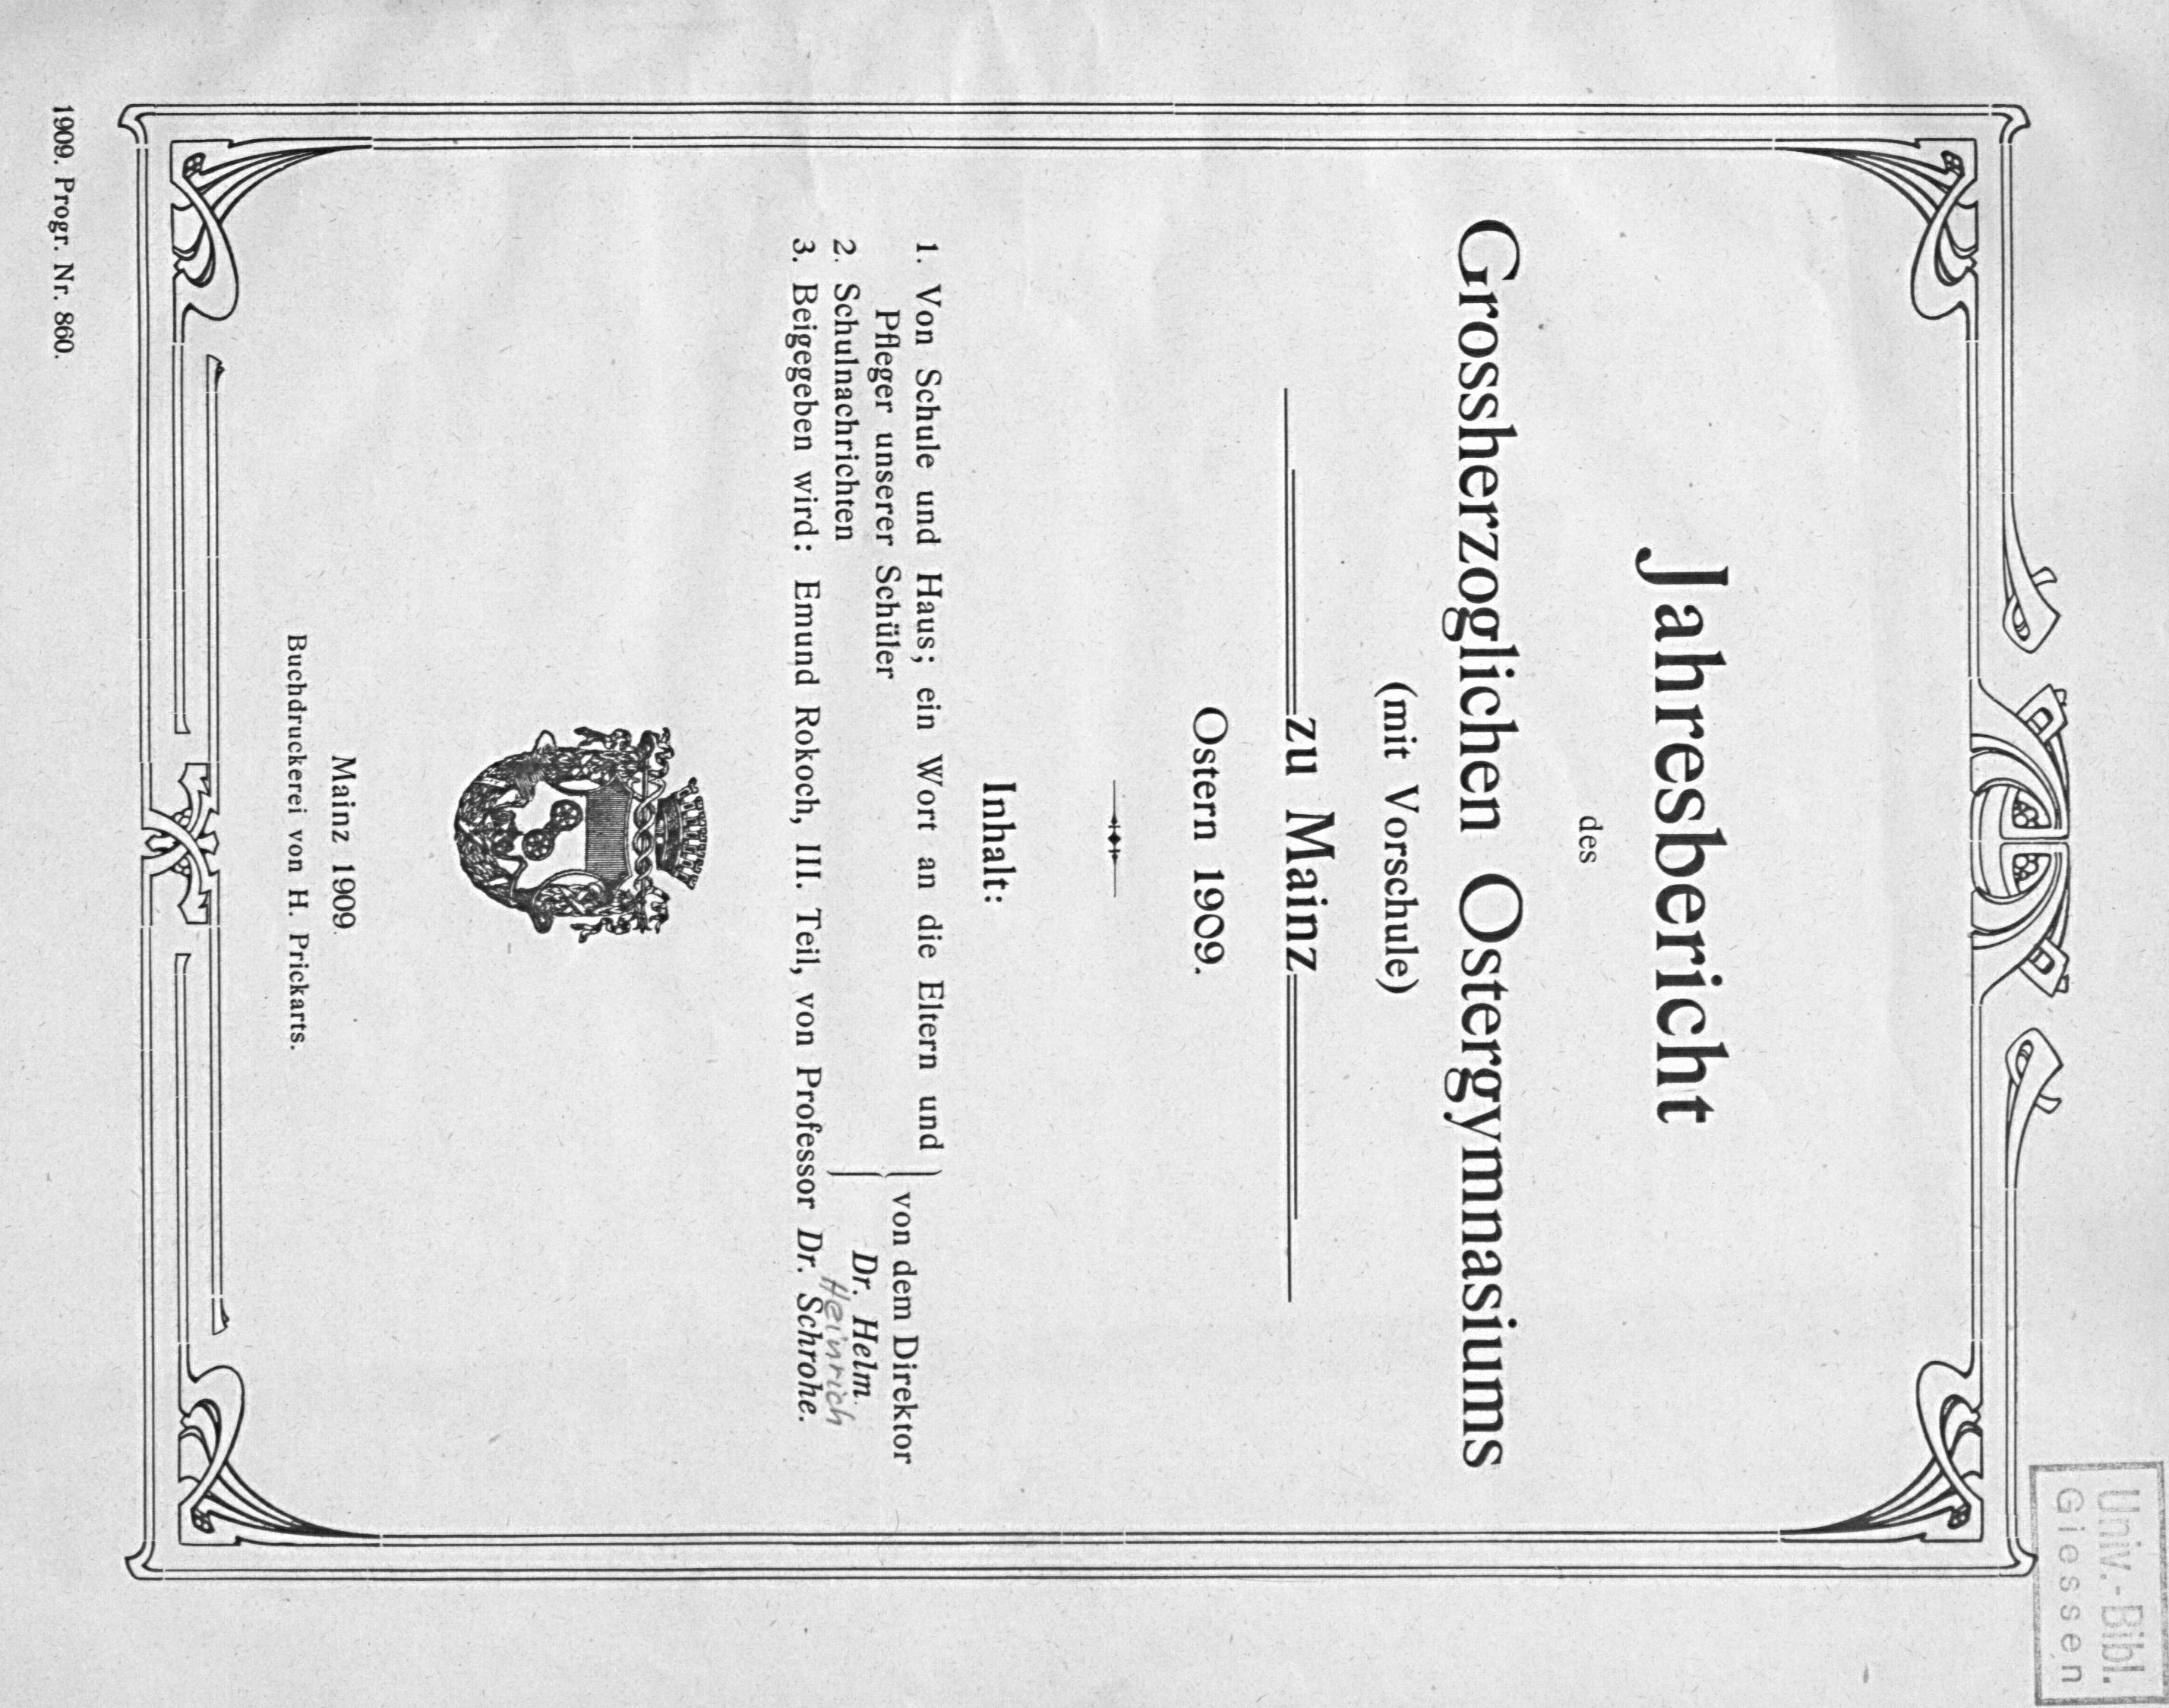 Univ.-Bibl.
Giessen
Jahresbericht
des
Grossherzoglichen Ostergymnasiums
(mit Vorschule)
zu Mainz
Ostern 1909.
Inhalt:
1. Von Schule und Haus; ein Wort an die Eltern und
Pfleger unserer Schüler
2. Schulnachrichten
von dem Direktor
Dr. Helm.
Heinrich
3. Beigegeben wird: Emund Rokoch, III. Teil, von Professor Dr. Schrohe.
Mainz 1909.
Buchdruckerei von H. Prickarts.
1909. Progr. Nr. 860.